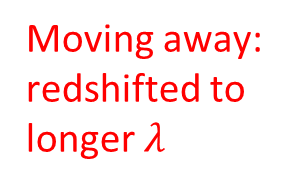 Moving away:
redshifted to
longer λ